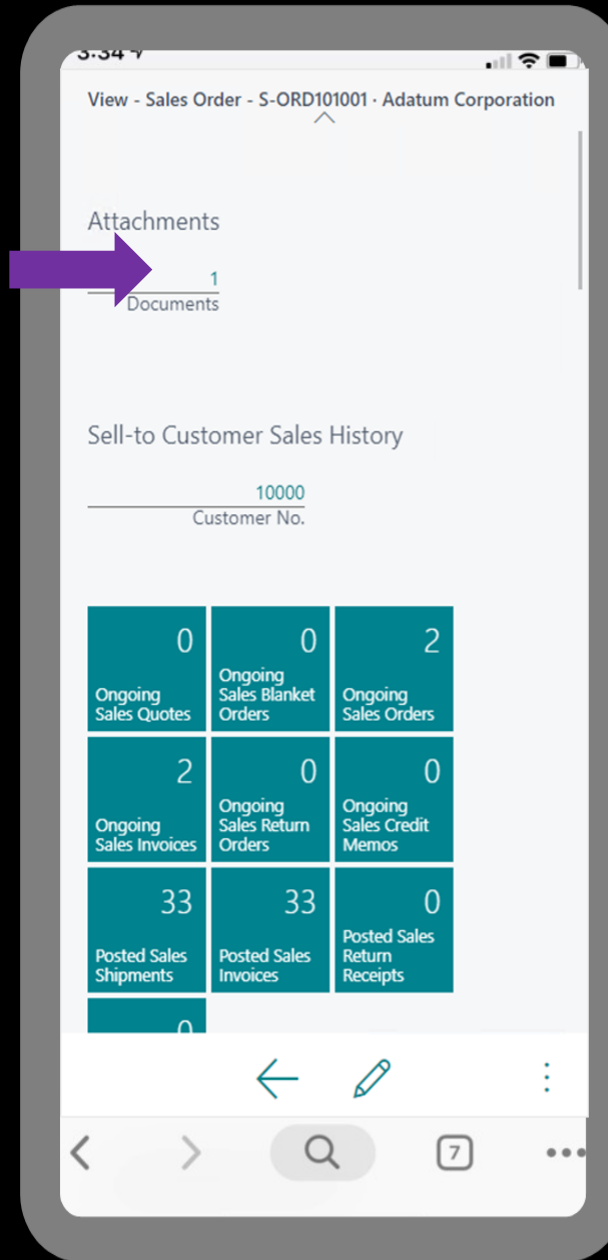 3:34
View - Sales Order - S-ORD101001 · Adatum Corporation
Attachments
1
Documents
Sell-to Customer Sales History
10000
Customer No.
0
Ongoing
Sales Quotes
0
Ongoing
Sales Blanket
Orders
2
Ongoing
Sales Orders
2
Ongoing
Sales Invoices
0
Ongoing
Sales Return
Orders
0
Ongoing
Sales Credit
Memos
33
Posted Sales
Shipments
33
Posted Sales
Invoices
0
Posted Sales
Return
Receipts
0
7